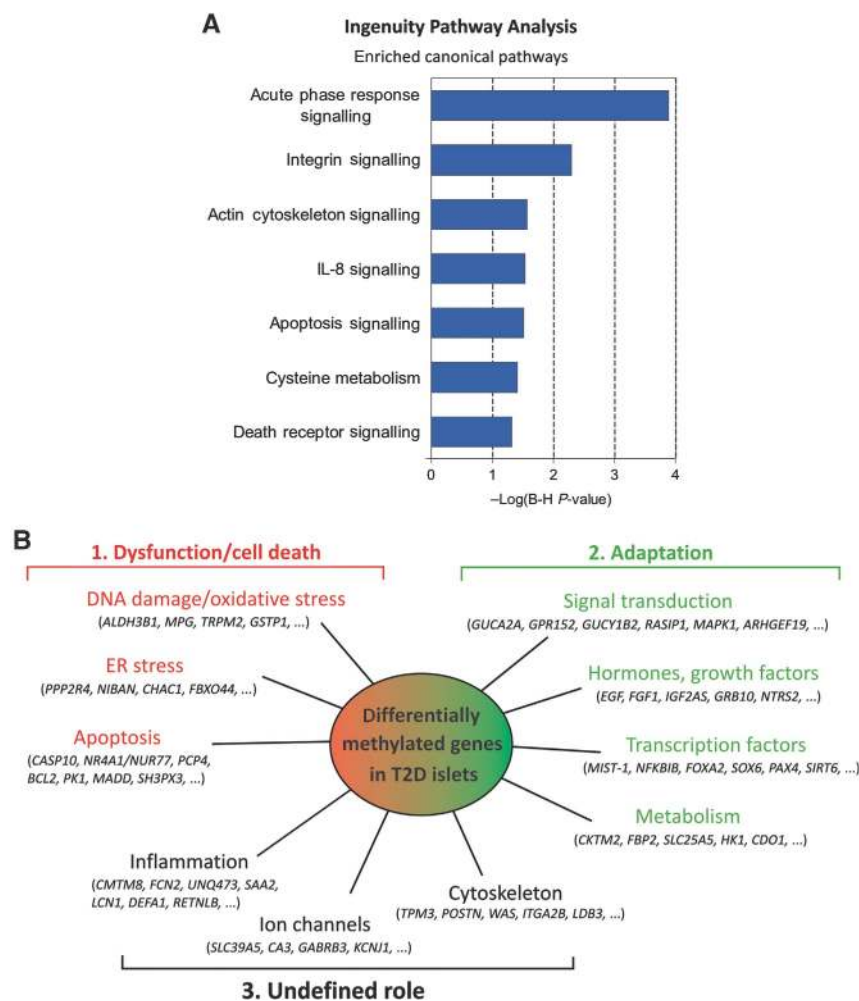 A
Ingenuity Pathway Analysis
Enriched canonical pathways
Acute phase response
signalling
Integrin signalling
Actin cytoskeleton signalling
IL-8 signalling
Apoptosis signalling
Cysteine metabolism
Death receptor signalling
0 1 2 3 4
–Log(B-H P-value)
B
1. Dysfunction/cell death
DNA damage/oxidative stress
(ALDH3B1, MPG, TRPM2, GSTP1, ...)
ER stress
(PPP2R4, NIBAN, CHAC1, FBXO44, ...)
Apoptosis
(CASP10, NR4A1/NUR77, PCP4,
BCL2, PK1, MADD, SH3PX3, ...)
2. Adaptation
Signal transduction
(GUCA2A, GPR152, GUCY1B2, RASIP1, MAPK1, ARHGEF19, ...)
Hormones, growth factors
(EGF, FGF1, IGF2AS, GRB10, NTRS2, ...)
Transcription factors
(MIST-1, NFKBIB, FOXA2, SOX6, PAX4, SIRT6, ...)
Metabolism
(CKTM2, FBP2, SLC25A5, HK1, CDO1, ...)
Differentially
methylated genes
in T2D islets
Inflammation
(CMTM8, FCN2, UNQ473, SAA2,
LCN1, DEFA1, RETNLB, ...)
Ion channels
(SLC39A5, CA3, GABRB3, KCNJ1, ...)
Cytoskeleton
(TPM3, POSTN, WAS, ITGA2B, LDB3, ...)
3. Undefined role